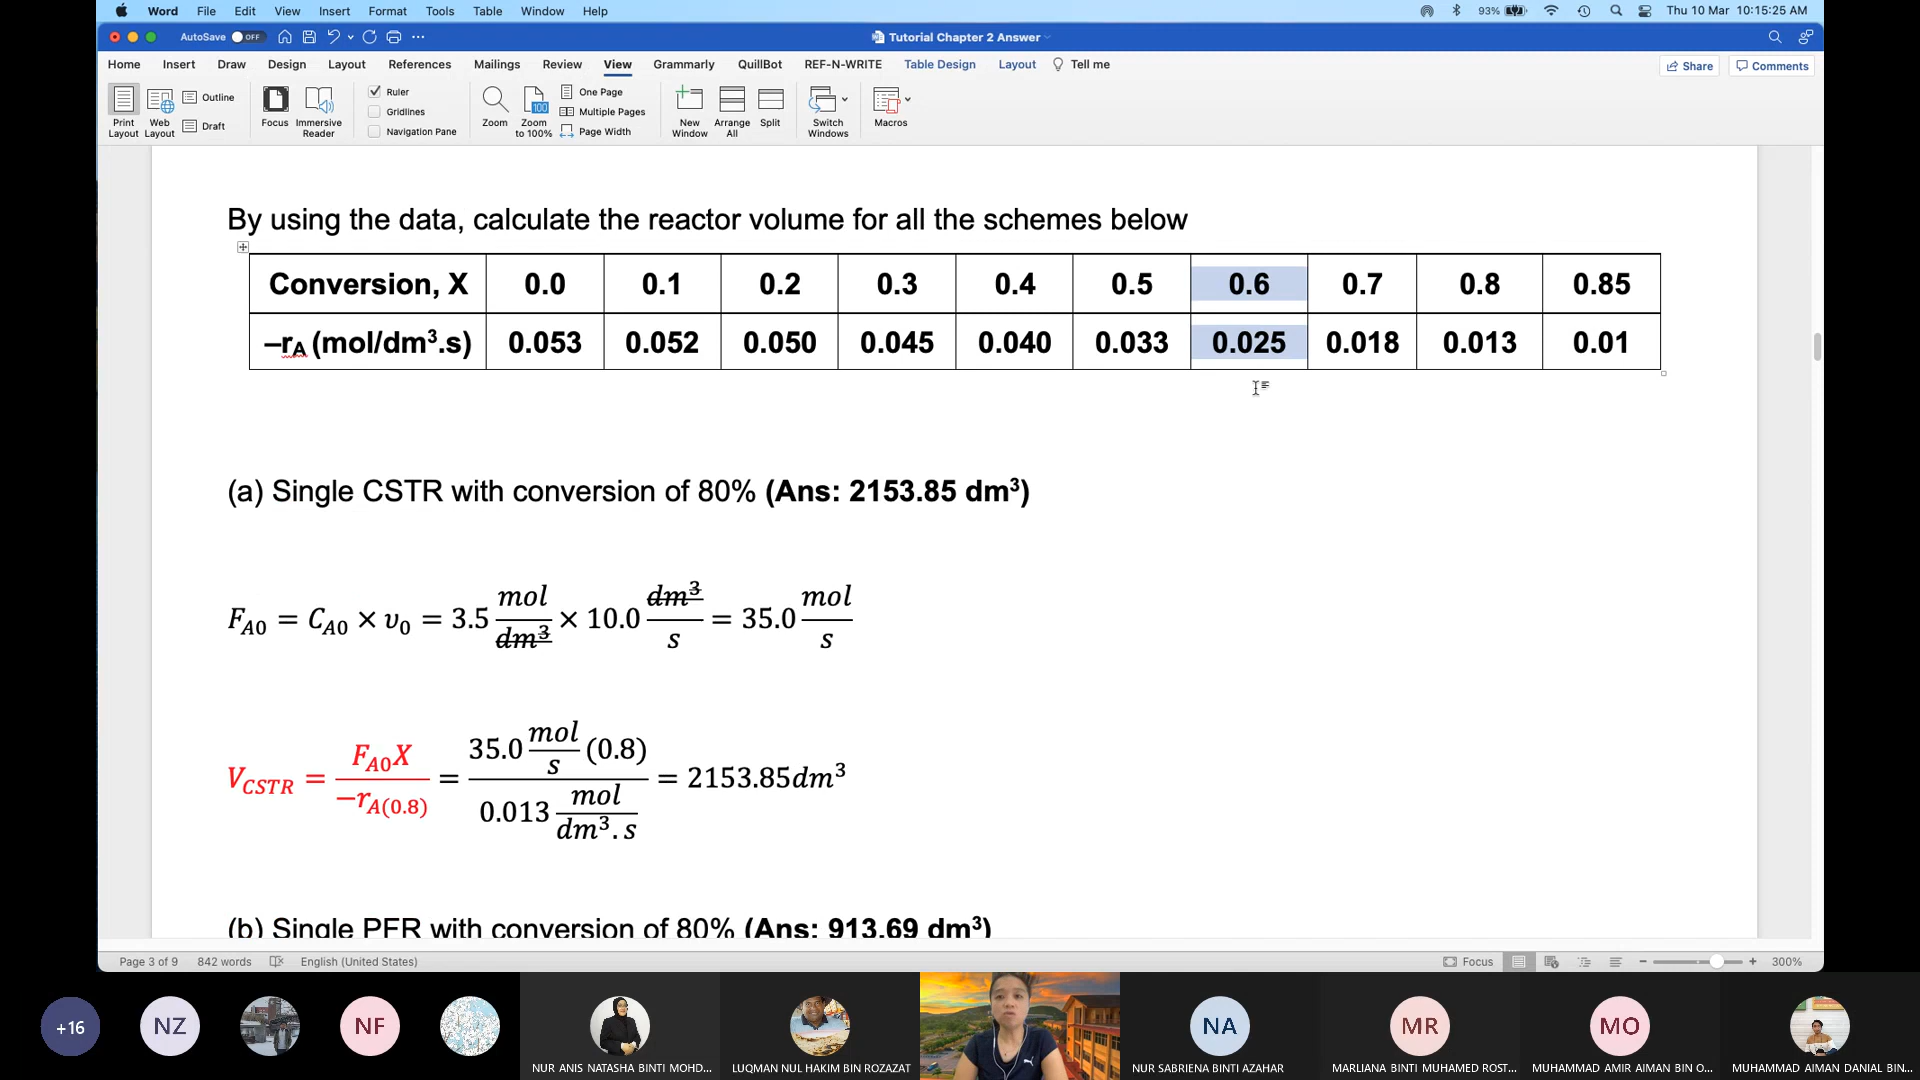 Word File Edit View Insert Format Tools Table Window Help 93% Thu 10 Mar 10:15:25 AM
AutoSave OFF Tutorial Chapter 2 Answer
Home Insert Draw Design Layout References Mailings Review View Grammarly QuillBot REF-N-WRITE Table Design Layout Tell me Share Comments
Print Layout Web Layout Outline Draft Focus Immersive Reader Ruler Gridlines Navigation Pane Zoom Zoom to 100% 100 One Page Multiple Pages Page Width New Window Arrange All Split Switch Windows Macros
By using the data, calculate the reactor volume for all the schemes below
Conversion, X 0.0 0.1 0.2 0.3 0.4 0.5 0.6 0.7 0.8 0.85
–rA (mol/dm³.s) 0.053 0.052 0.050 0.045 0.040 0.033 0.025 0.018 0.013 0.01
(a) Single CSTR with conversion of 80% (Ans: 2153.85 dm³)
F_A0 = C_A0 × υ_0 = 3.5 mol/dm³ × 10.0 dm³/s = 35.0 mol/s
V_CSTR = F_A0X/−r_A(0.8) = 35.0 mol/s (0.8) / 0.013 mol/dm³.s = 2153.85dm³
(b) Single PFR with conversion of 80% (Ans: 913.69 dm³)
Page 3 of 9 842 words English (United States) Focus 300%
+16 NZ NF NA MR MO
NUR ANIS NATASHA BINTI MOHD... LUQMAN NUL HAKIM BIN ROZAZAT NUR SABRIENA BINTI AZAHAR MARLIANA BINTI MUHAMED ROST... MUHAMMAD AMIR AIMAN BIN O... MUHAMMAD AIMAN DANIAL BIN...